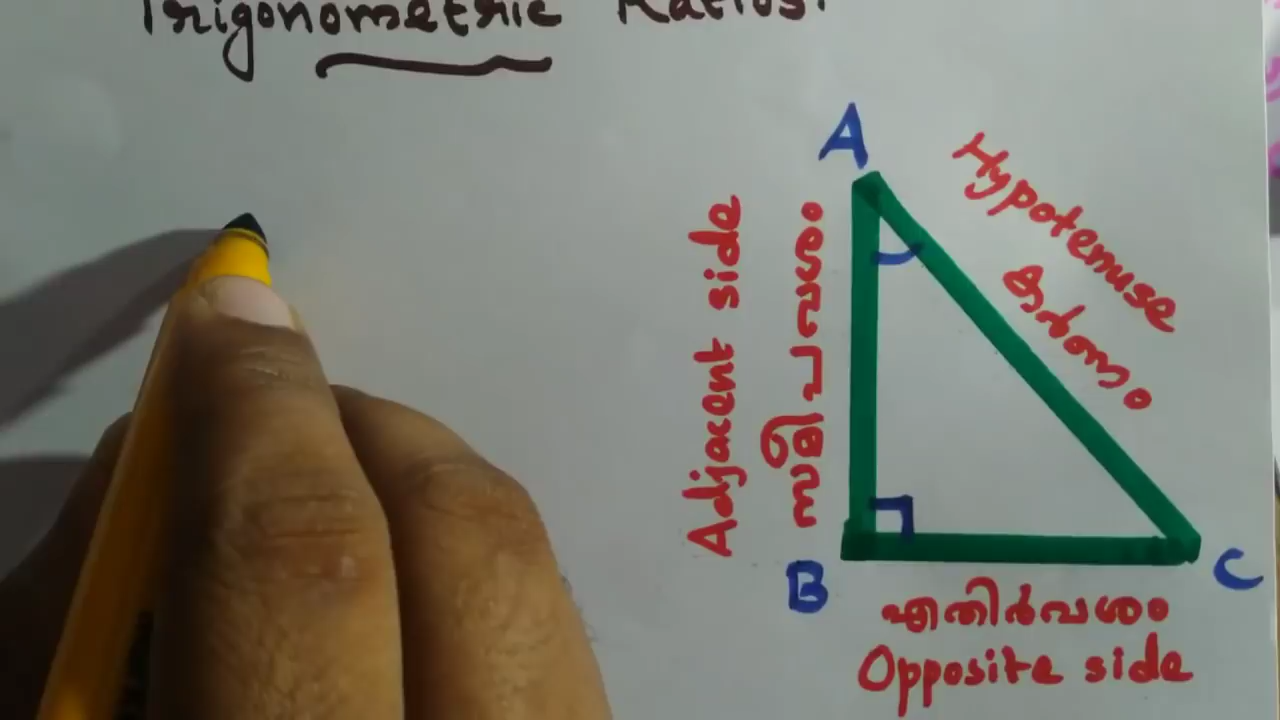 Trigonometric Ratios.
A
Hypotenuse
കർണ്ണം
Adjacent side
സമീപവശം
B
C
എതിർവശം
Opposite side